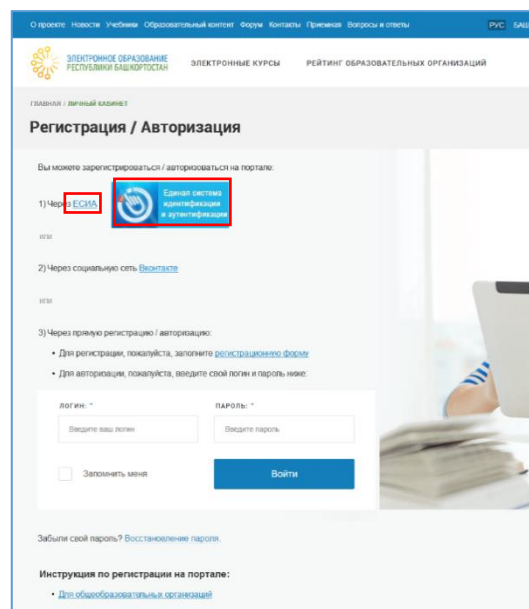 О проекте Новости Учебники Образовательный контент Форум Контакты Приемная Вопросы и ответы РУС БАШ
ЭЛЕКТРОННОЕ ОБРАЗОВАНИЕ
РЕСПУБЛИКИ БАШКОРТОСТАН
ЭЛЕКТРОННЫЕ КУРСЫ РЕЙТИНГ ОБРАЗОВАТЕЛЬНЫХ ОРГАНИЗАЦИЙ
ГЛАВНАЯ / ЛИЧНЫЙ КАБИНЕТ
Регистрация / Авторизация
Вы можете зарегистрироваться / авторизоваться на портале:
1) Через ЕСИА
Единая система
идентификации
и аутентификации
или
2) Через социальную сеть Вконтакте
или
3) Через прямую регистрацию / авторизацию:
• Для регистрации, пожалуйста, заполните регистрационную форму
• Для авторизации, пожалуйста, введите свой логин и пароль ниже:
ЛОГИН: * ПАРОЛЬ: *
Введите ваш логин Введите пароль
Запомнить меня Войти
Забыли свой пароль? Восстановление пароля.
Инструкция по регистрации на портале:
• Для общеобразовательных организаций